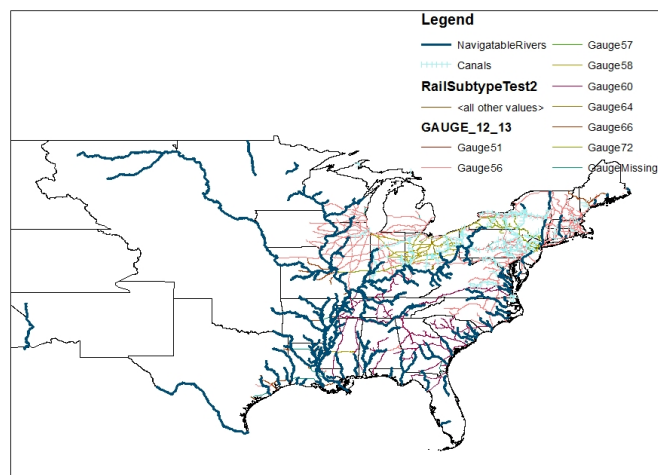 Legend
NavigatableRivers
Canals
RailSubtypeTest2
<all other values>
GAUGE_12_13
Gauge51
Gauge56
Gauge57
Gauge58
Gauge60
Gauge64
Gauge66
Gauge72
GaugeMissing